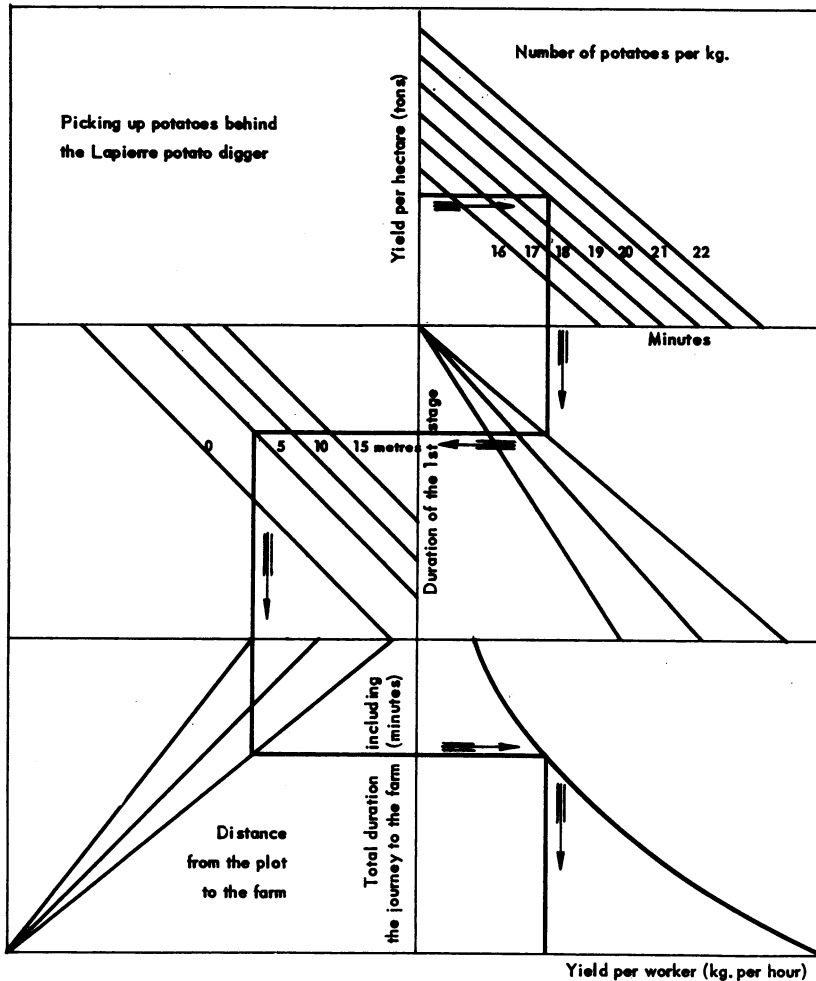 Number of potatoes per kg.
Picking up potatoes behind
the Lapierre potato digger
Yield per hectare (tons)
16 17 18 19 20 21 22
Minutes
0 5 10 15 metres
Duration of the 1st stage
Total duration including
the journey to the farm (minutes)
Distance
from the plot
to the farm
Yield per worker (kg. per hour)